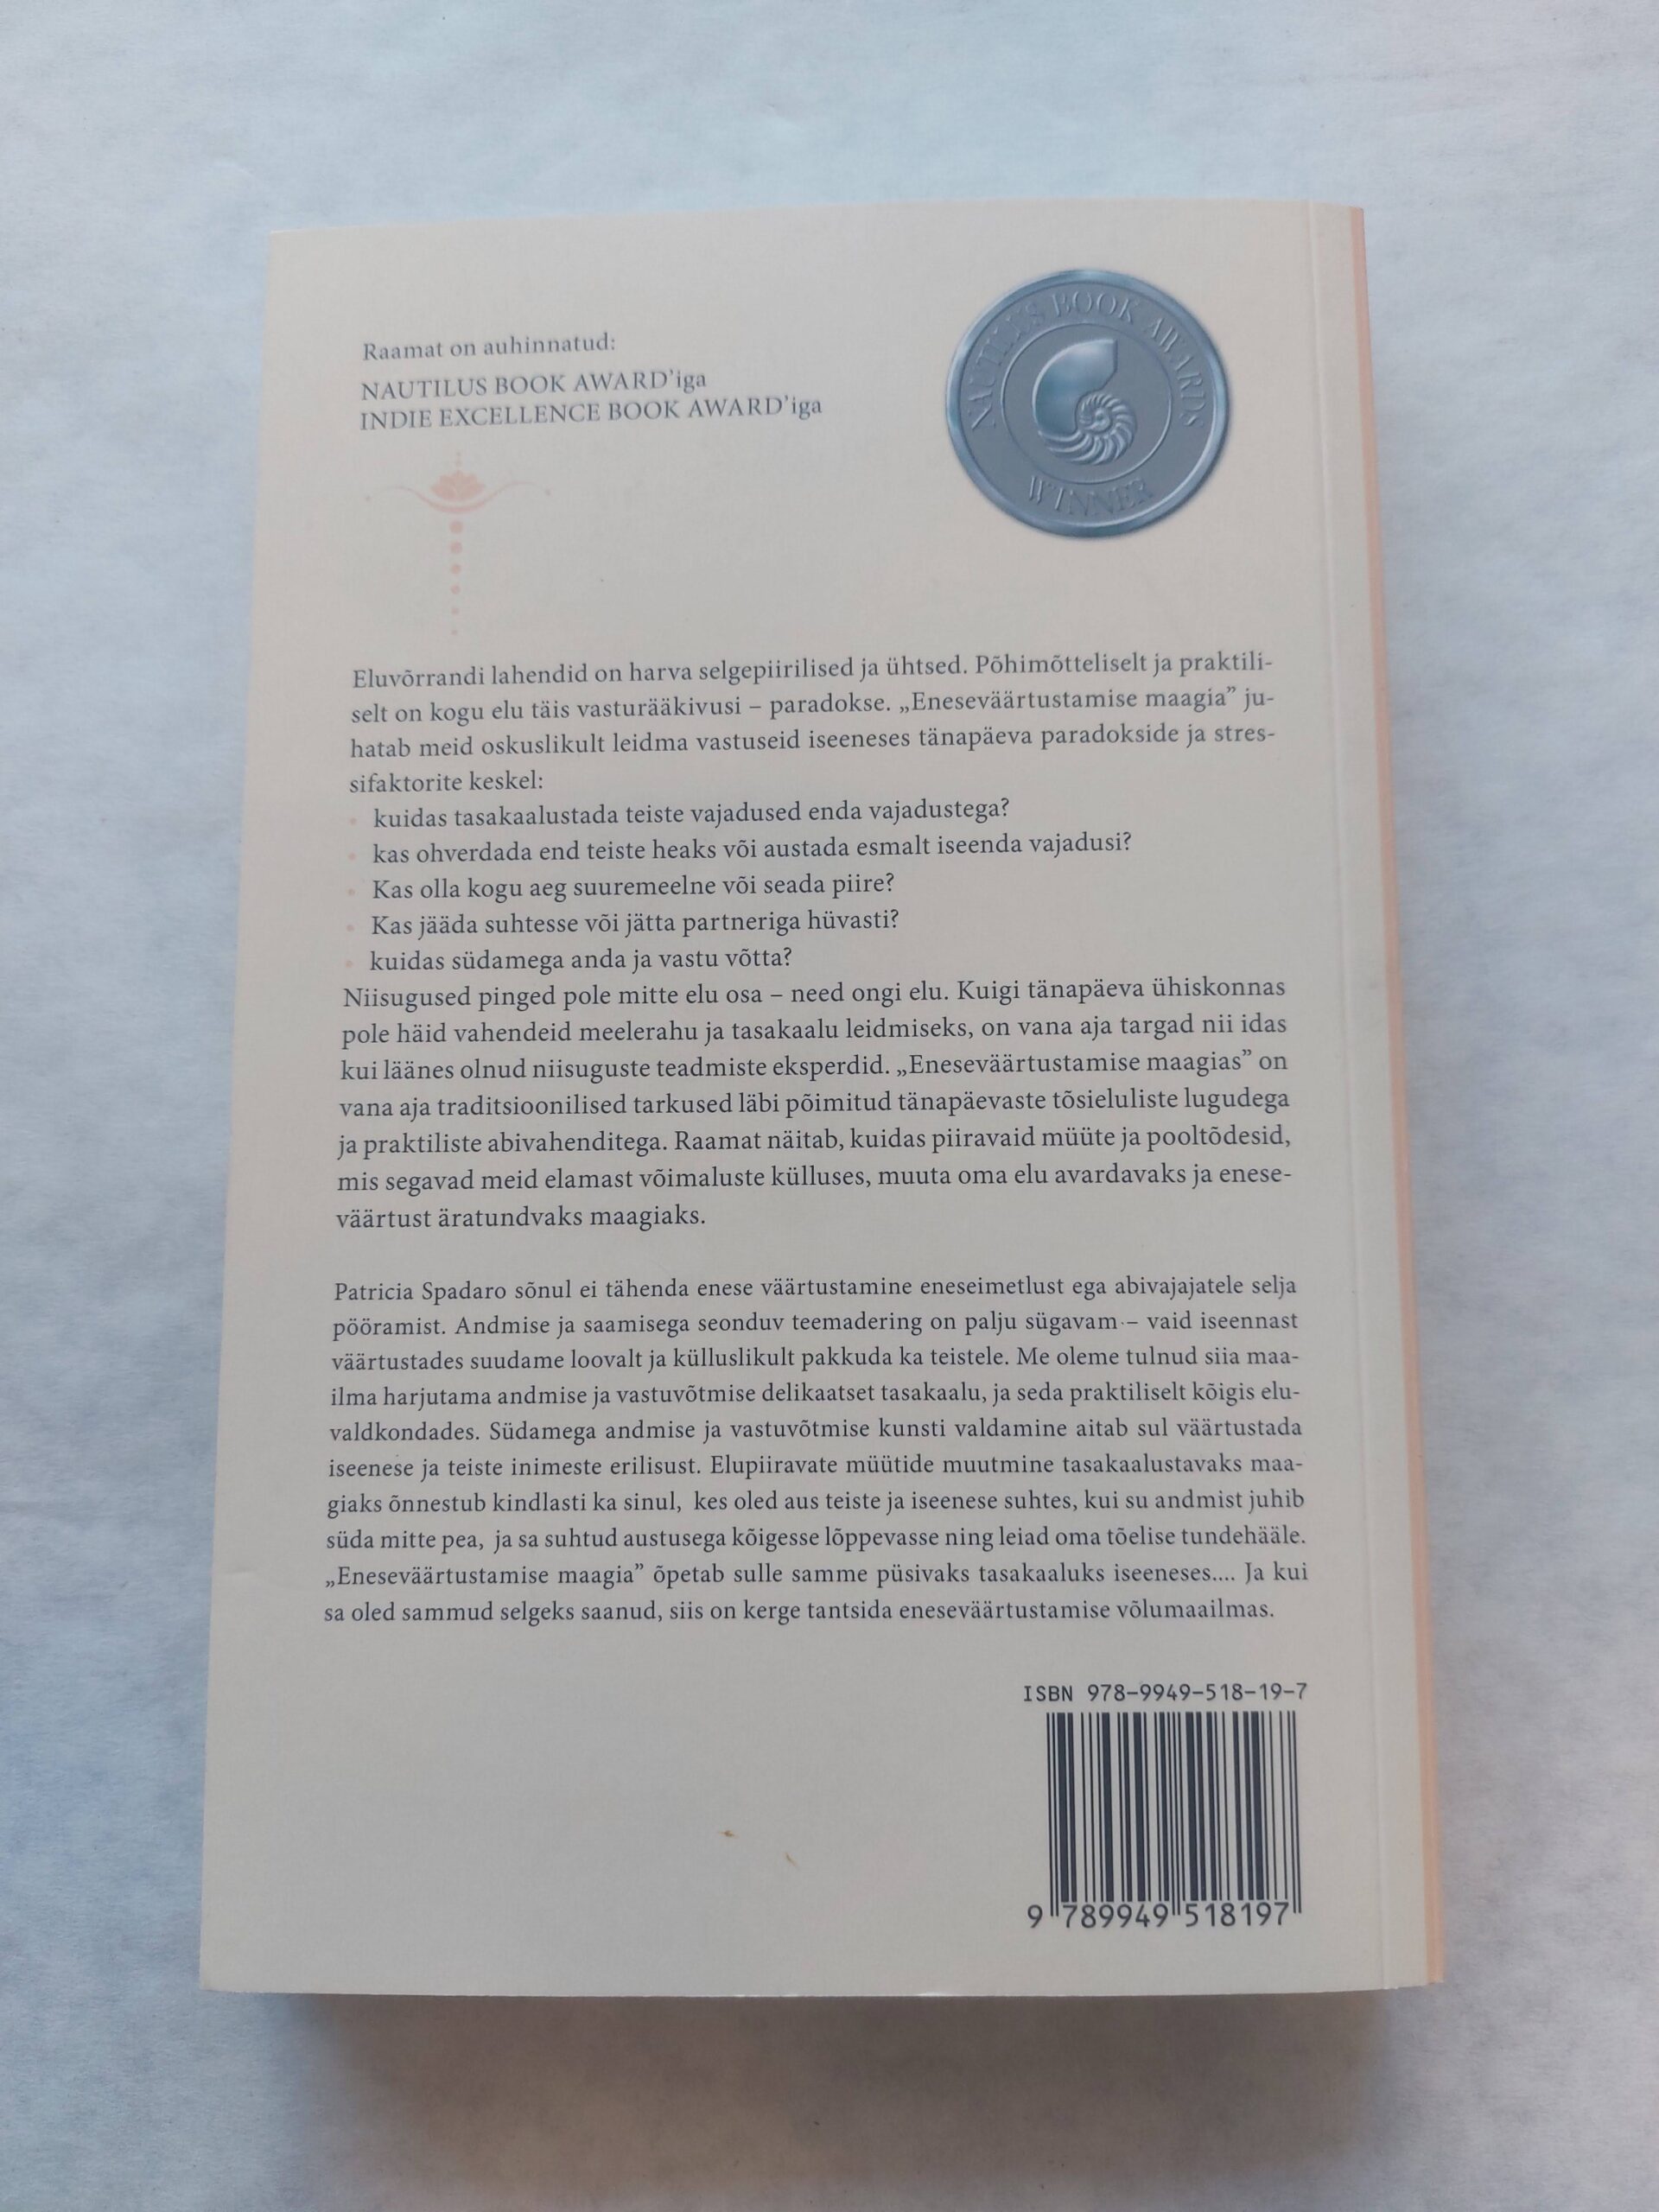 Raamat on auhinnatud:
NAUTILUS BOOK AWARD'iga
INDIE EXCELLENCE BOOK AWARD'iga
NAUTILUS BOOK AWARDS
WINNER
Eluvõrrandi lahendid on harva selgepiirilised ja ühtsed. Põhimõtteliselt ja praktili-
selt on kogu elu täis vasturääkivusi – paradokse. „Eneseväärtustamise maagia” ju-
hatab meid oskuslikult leidma vastuseid iseeneses tänapäeva paradokside ja stres-
sifaktorite keskel:
• kuidas tasakaalustada teiste vajadused enda vajadustega?
• kas ohverdada end teiste heaks või austada esmalt iseenda vajadusi?
• Kas olla kogu aeg suuremeelne või seada piire?
• Kas jääda suhtesse või jätta partneriga hüvasti?
• kuidas südamega anda ja vastu võtta?
Niisugused pinged pole mitte elu osa – need ongi elu. Kuigi tänapäeva ühiskonnas
pole häid vahendeid meelerahu ja tasakaalu leidmiseks, on vana aja targad nii idas
kui läänes olnud niisuguste teadmiste eksperdid. „Eneseväärtustamise maagias” on
vana aja traditsioonilised tarkused läbi põimitud tänapäevaste tõsieluliste lugudega
ja praktiliste abivahenditega. Raamat näitab, kuidas piiravaid müüte ja pooltõdesid,
mis segavad meid elamast võimaluste külluses, muuta oma elu avardavaks ja enese-
väärtust äratundvaks maagiaks.
Patricia Spadaro sõnul ei tähenda enese väärtustamine eneseimetlust ega abivajajatele selja
pööramist. Andmise ja saamisega seonduv teemadering on palju sügavam – vaid iseennast
väärtustades suudame loovalt ja külluslikult pakkuda ka teistele. Me oleme tulnud siia maa-
ilma harjutama andmise ja vastuvõtmise delikaatset tasakaalu, ja seda praktiliselt kõigis elu-
valdkondades. Südamega andmise ja vastuvõtmise kunsti valdamine aitab sul väärtustada
iseenese ja teiste inimeste erilisust. Elupiiravate müütide muutmine tasakaalustavaks maa-
giaks õnnestub kindlasti ka sinul, kes oled aus teiste ja iseenese suhtes, kui su andmist juhib
süda mitte pea, ja sa suhtud austusega kõigesse lõppevasse ning leiad oma tõelise tundehääle.
„Eneseväärtustamise maagia” õpetab sulle samme püsivaks tasakaaluks iseeneses.... Ja kui
sa oled sammud selgeks saanud, siis on kerge tantsida eneseväärtustamise võlumaailmas.
ISBN 978-9949-518-19-7
9 789949 518197